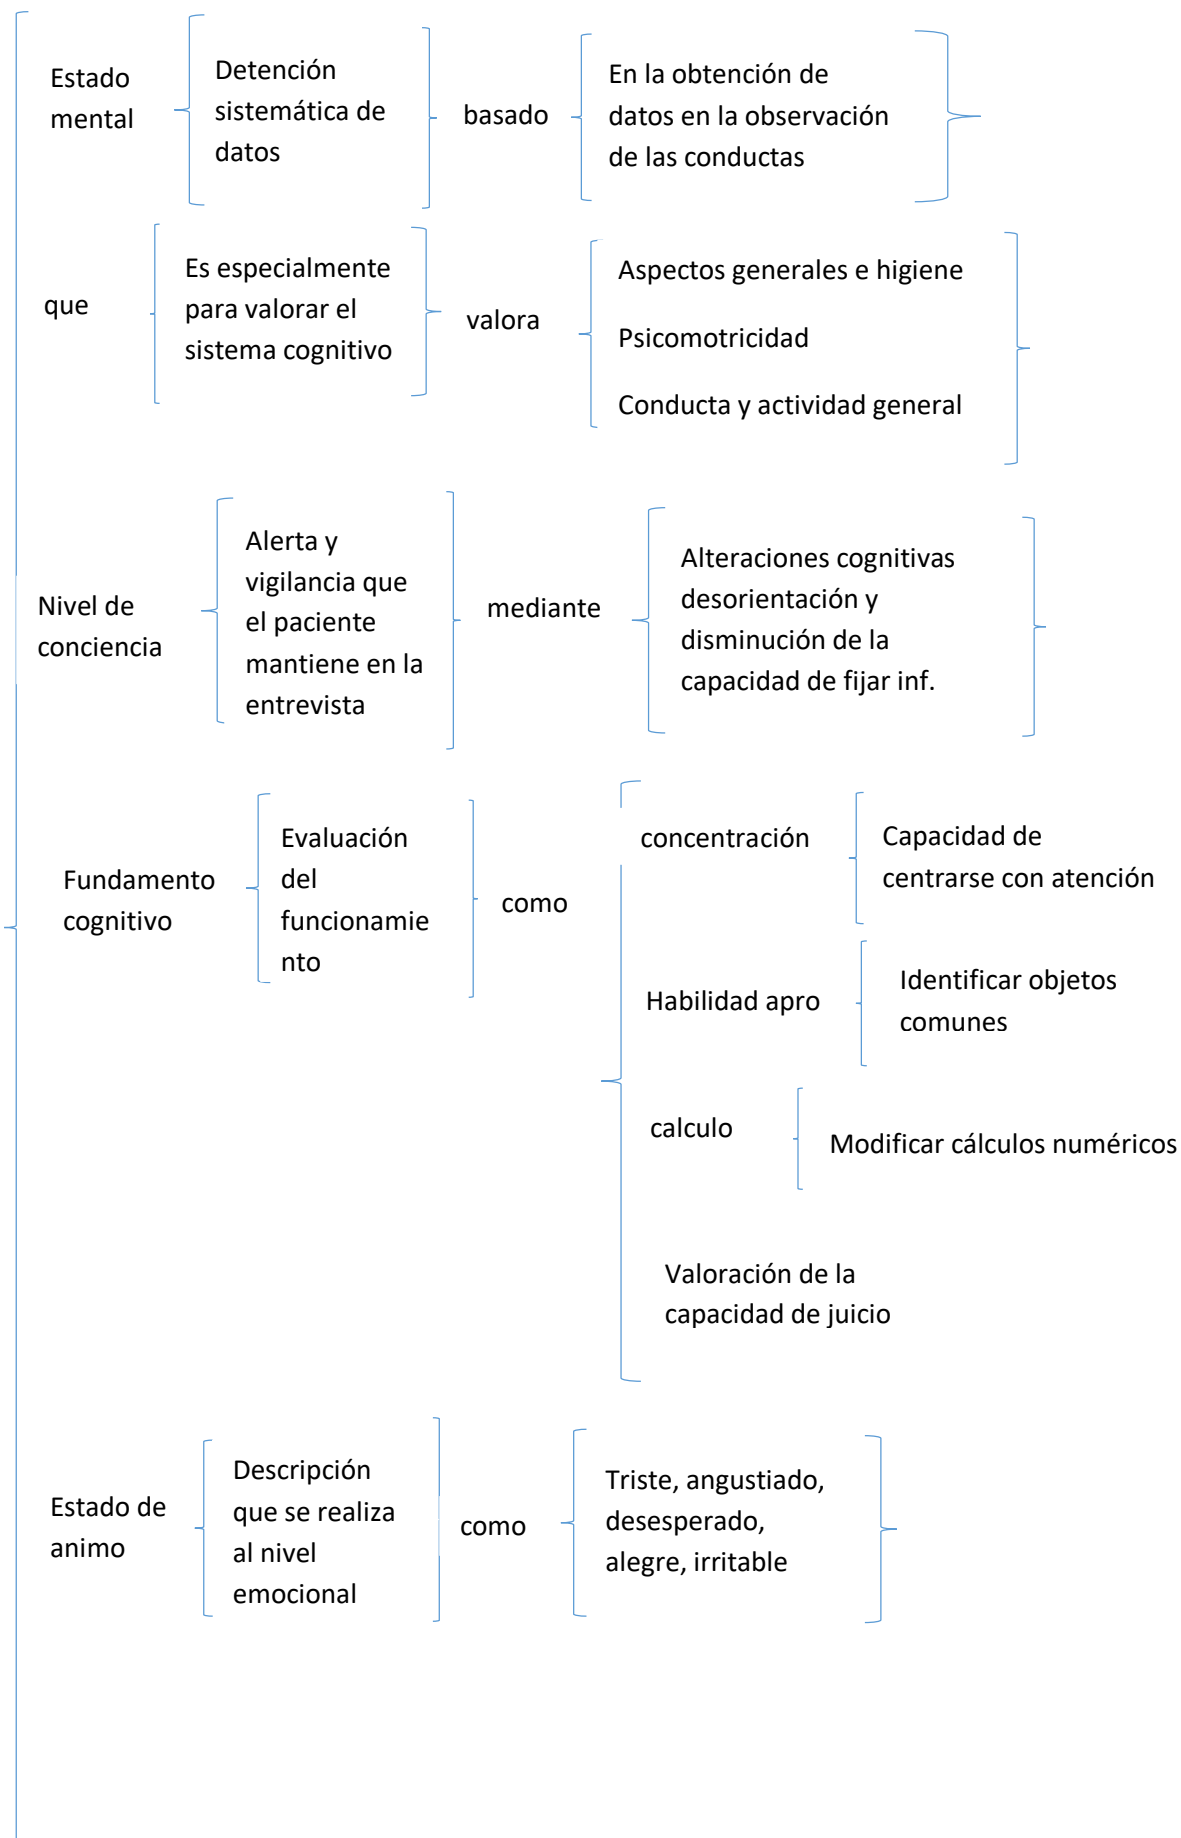 Estado
mental
Detención
sistemática de
datos
basado
En la obtención de
datos en la observación
de las conductas
que
Es especialmente
para valorar el
sistema cognitivo
valora
Aspectos generales e higiene
Psicomotricidad
Conducta y actividad general
Nivel de
conciencia
Alerta y
vigilancia que
el paciente
mantiene en la
entrevista
mediante
Alteraciones cognitivas
desorientación y
disminución de la
capacidad de fijar inf.
Fundamento
cognitivo
Evaluación
del
funcionamie
nto
como
concentración
Capacidad de
centrarse con atención
Habilidad apro
Identificar objetos
comunes
calculo
Modificar cálculos numéricos
Valoración de la
capacidad de juicio
Estado de
animo
Descripción
que se realiza
al nivel
emocional
como
Triste, angustiado,
desesperado,
alegre, irritable